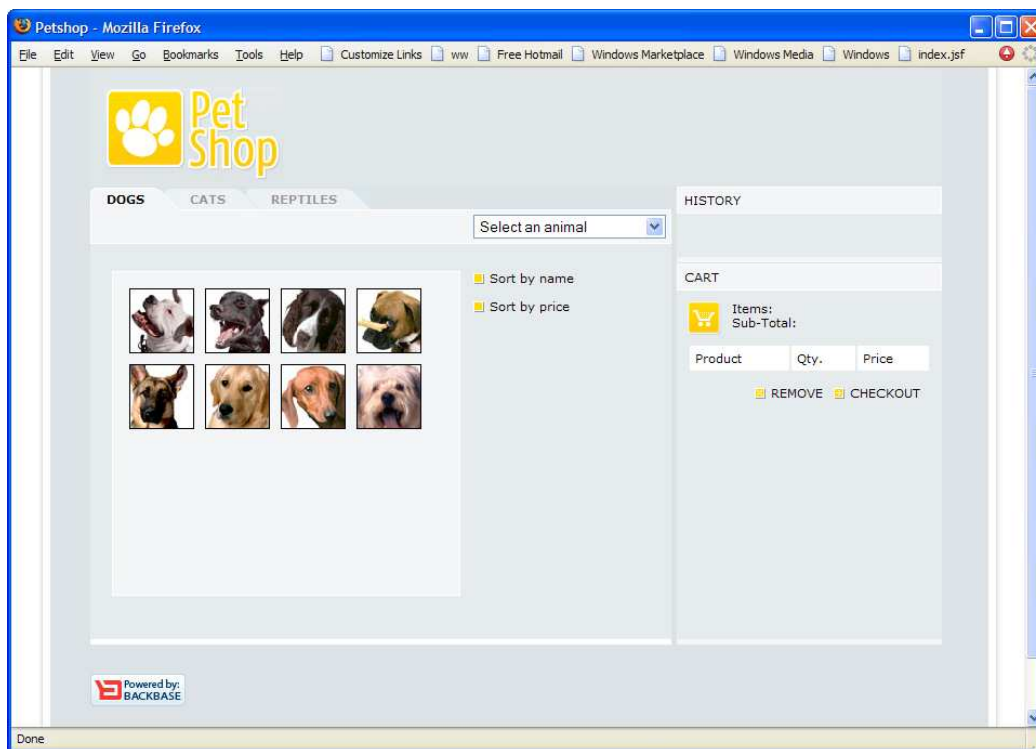 Petshop - Mozilla Firefox
File Edit View Go Bookmarks Tools Help Customize Links ww Free Hotmail Windows Marketplace Windows Media Windows index.jsf
Pet
Shop
DOGS CATS REPTILES
Select an animal
Sort by name
Sort by price
HISTORY
CART
Items:
Sub-Total:
Product Qty. Price
REMOVE CHECKOUT
Powered by:
BACKBASE
Done